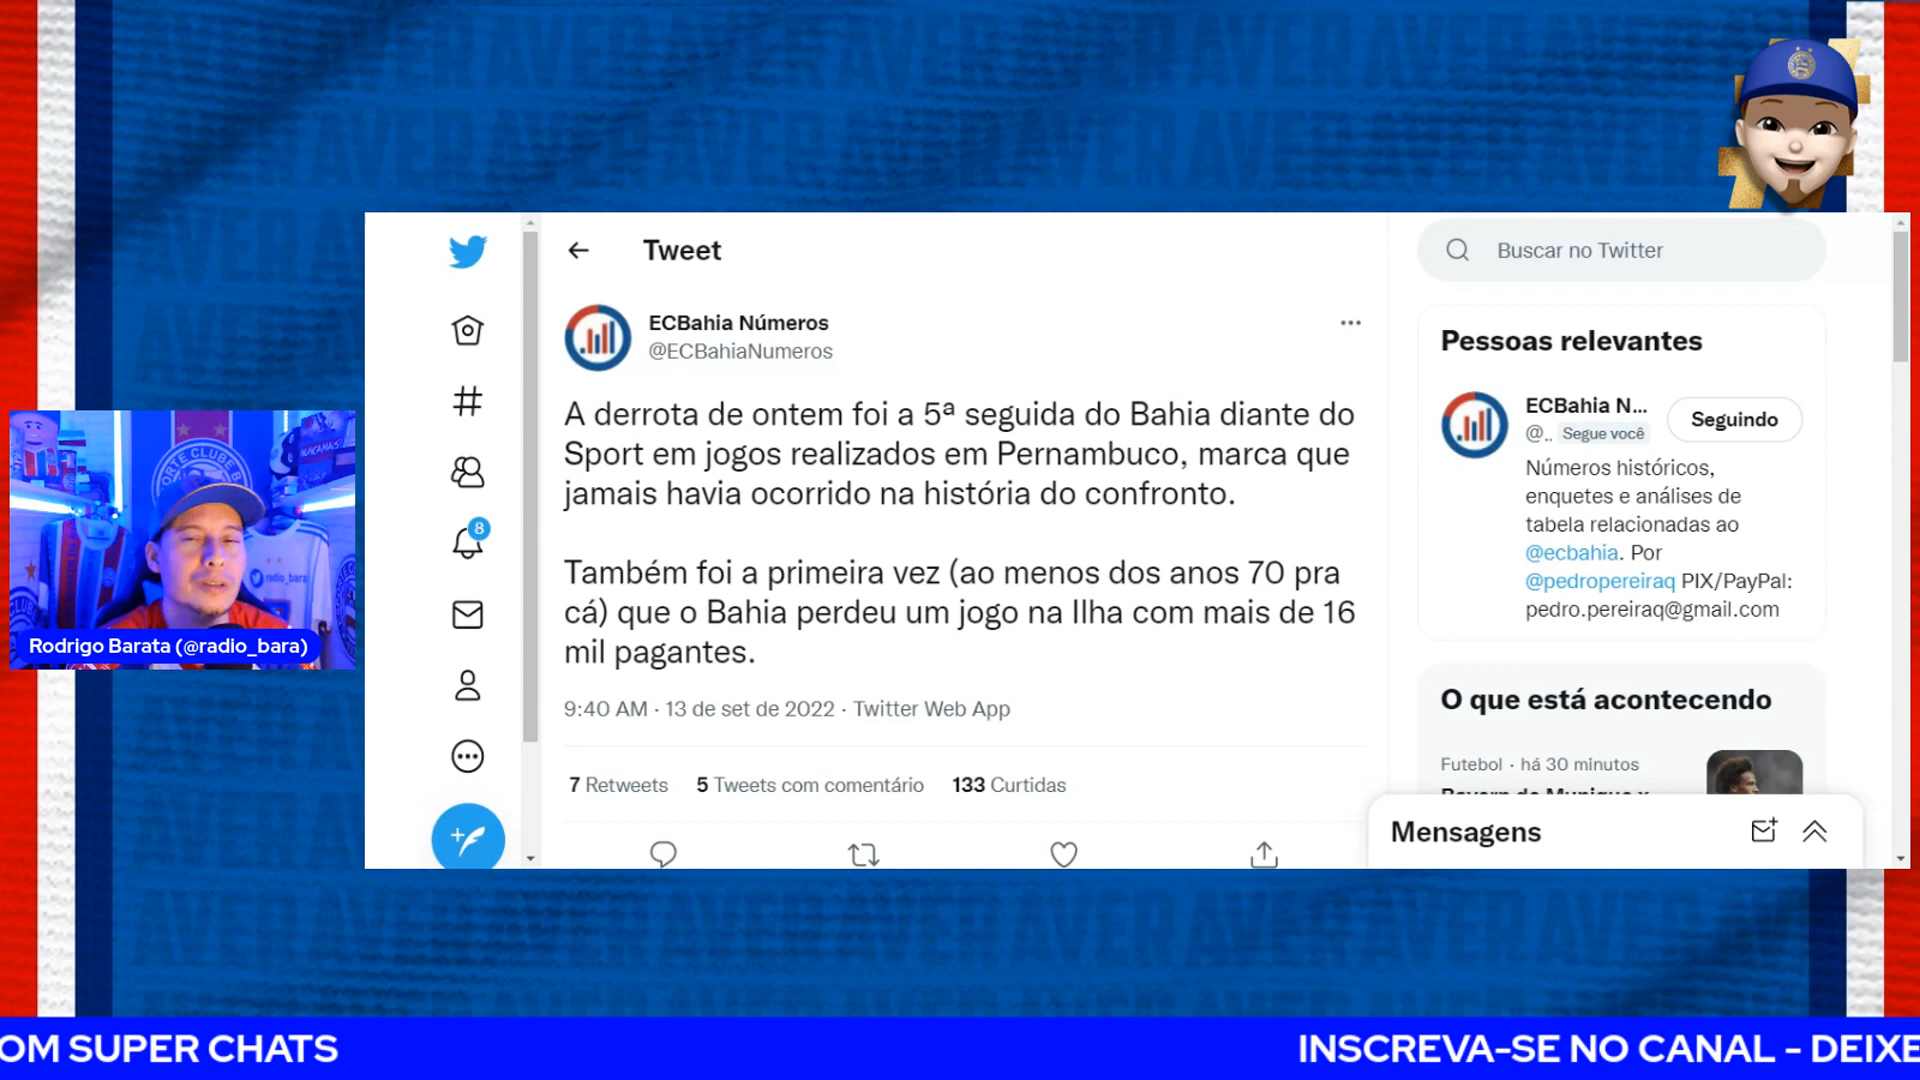 Tweet
Buscar no Twitter
ECBahia Números
@ECBahiaNumeros
A derrota de ontem foi a 5ª seguida do Bahia diante do
Sport em jogos realizados em Pernambuco, marca que
jamais havia ocorrido na história do confronto.
Também foi a primeira vez (ao menos dos anos 70 pra
cá) que o Bahia perdeu um jogo na Ilha com mais de 16
mil pagantes.
9:40 AM · 13 de set de 2022 · Twitter Web App
7 Retweets 5 Tweets com comentário 133 Curtidas
8
Pessoas relevantes
ECBahia N...
@.. Segue você
Seguindo
Números históricos,
enquetes e análises de
tabela relacionadas ao
@ecbahia. Por
@pedropereiraq PIX/PayPal:
pedro.pereiraq@gmail.com
O que está acontecendo
Futebol · há 30 minutos
Mensagens
radio_bara
Rodrigo Barata (@radio_bara)
OM SUPER CHATS
INSCREVA-SE NO CANAL - DEIXE